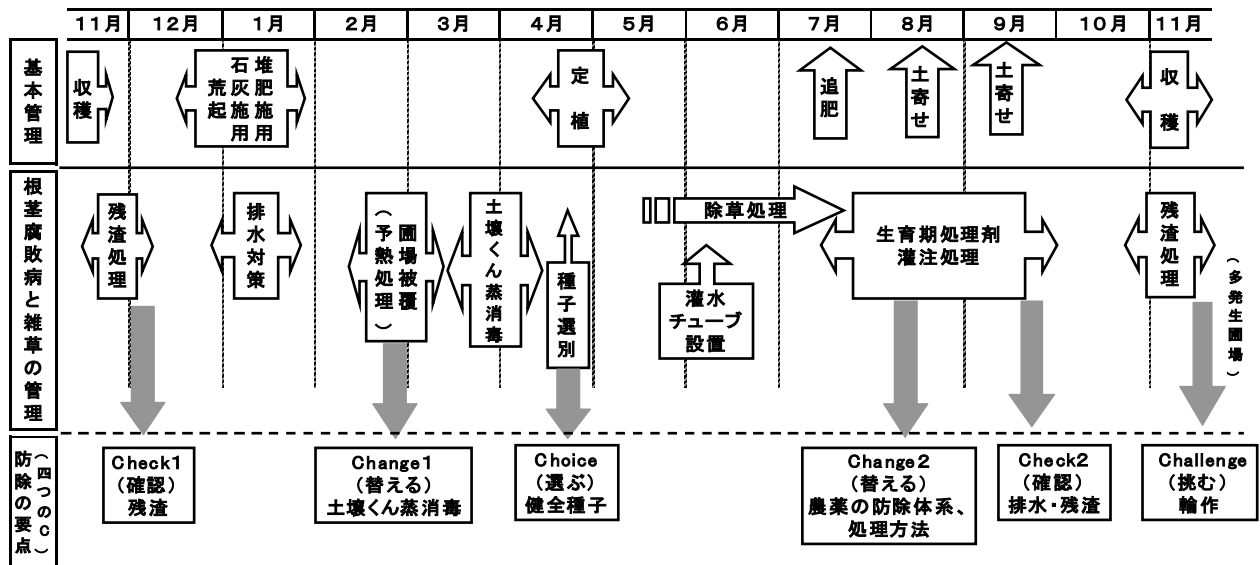 11月 12月 1月 2月 3月 4月 5月 6月 7月 8月 9月 10月 11月
基本管理
収穫
堆肥施用
石灰施用
荒起
定植
追肥
土寄せ
土寄せ
収穫
根茎腐敗病と雑草の管理
残渣処理
排水対策
圃場被覆
(予熱処理)
土壌くん蒸消毒
種子選別
除草処理
灌水
チューブ
設置
生育期処理剤
灌注処理
残渣処理
(多発生圃場)
防除の要点
(四つのC)
Check1
(確認)
残渣
Change1
(替える)
土壌くん蒸消毒
Choice
(選ぶ)
健全種子
Change2
(替える)
農薬の防除体系、
処理方法
Check2
(確認)
排水・残渣
Challenge
(挑む)
輪作